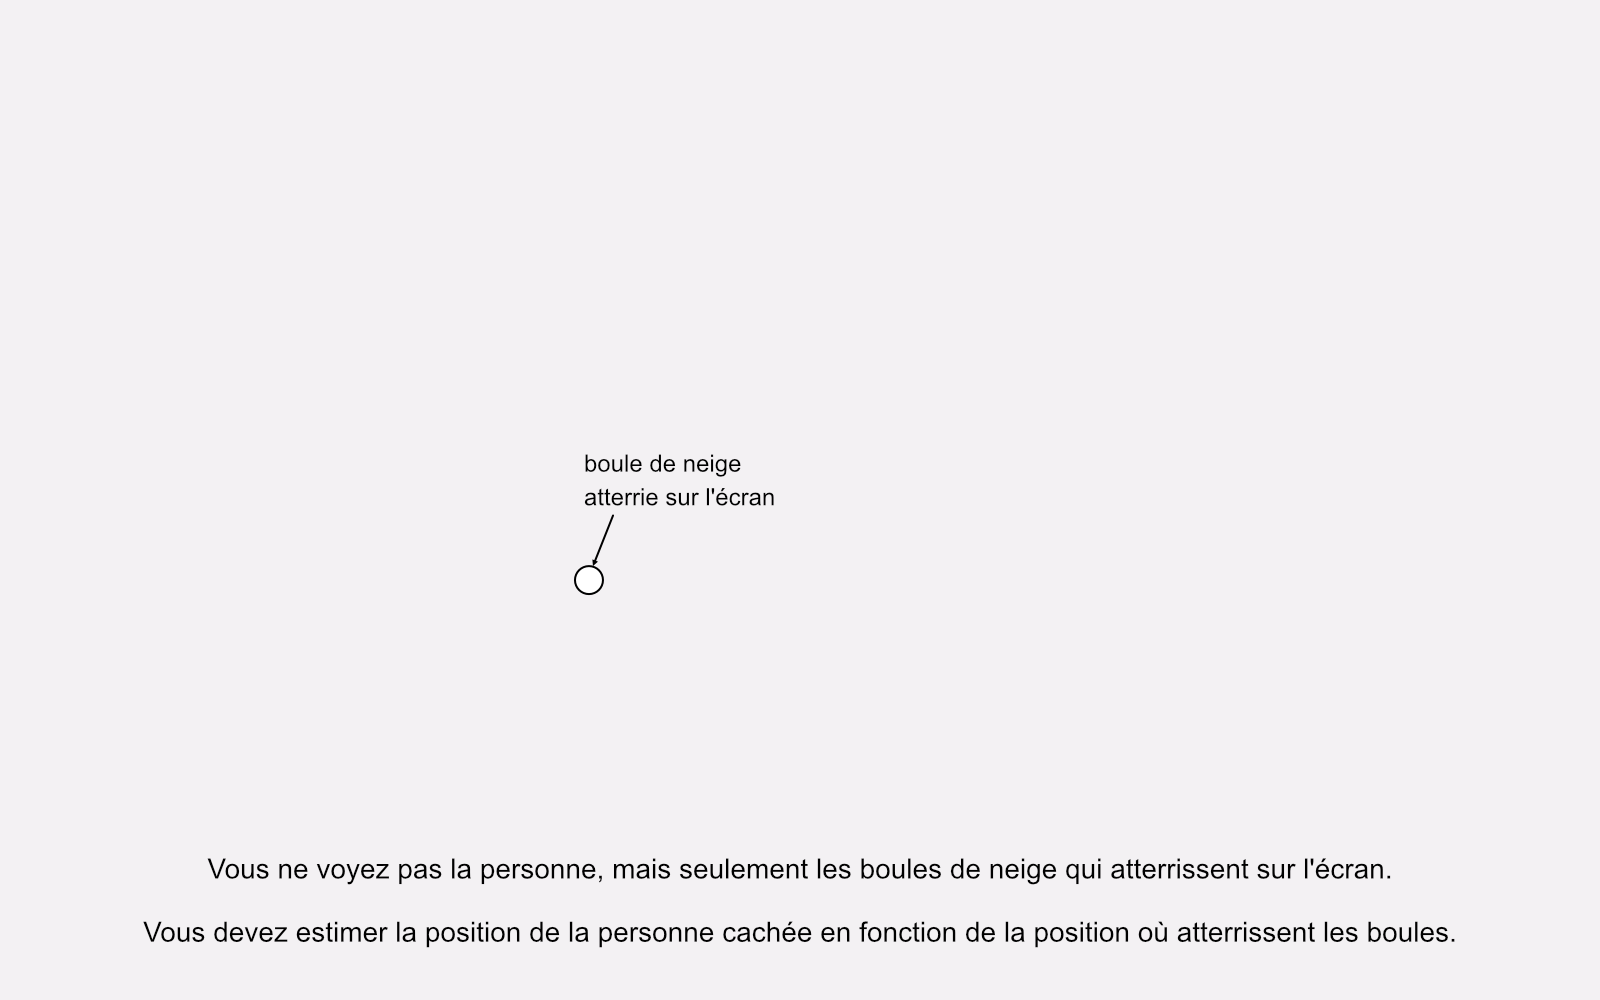 boule de neige
atterrie sur l'écran
Vous ne voyez pas la personne, mais seulement les boules de neige qui atterrissent sur l'écran.
Vous devez estimer la position de la personne cachée en fonction de la position où atterrissent les boules.